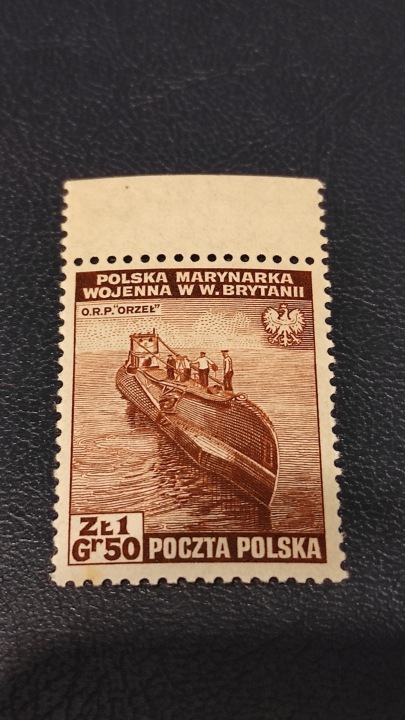 POLSKA MARYNARKA
WOJENNA W W. BRYTANII
O.R.P. "ORZEŁ"
ZŁ 1
Gr 50
POCZTA POLSKA